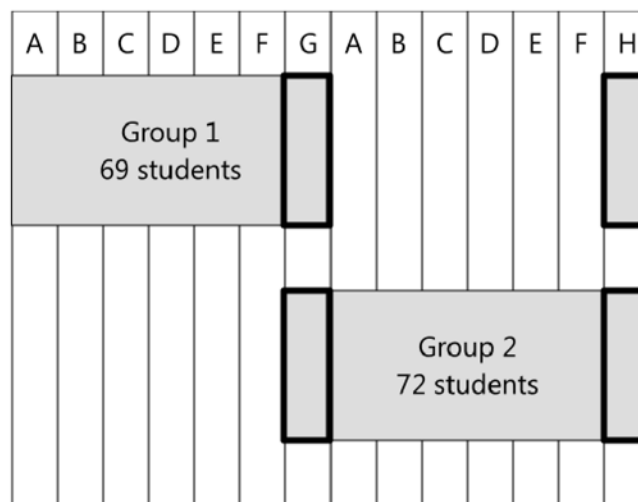 A B C D E F G A B C D E F H
Group 1
69 students
Group 2
72 students